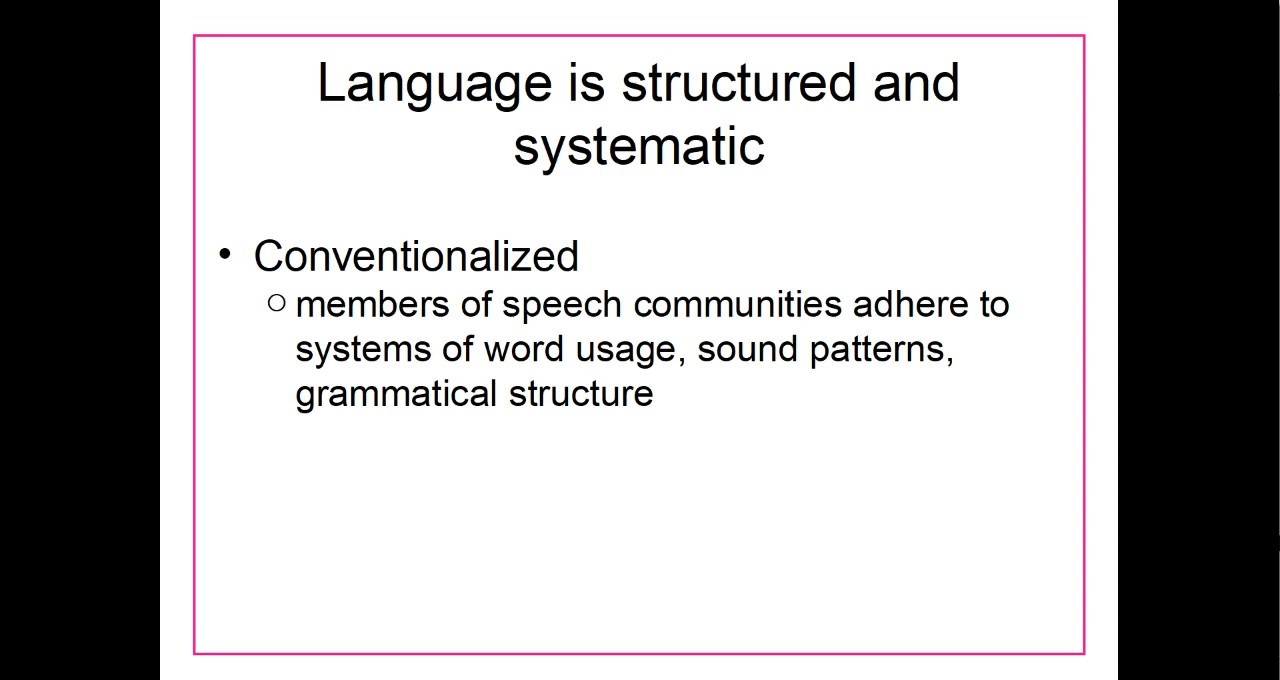 Language is structured and
systematic
• Conventionalized
○ members of speech communities adhere to
systems of word usage, sound patterns,
grammatical structure